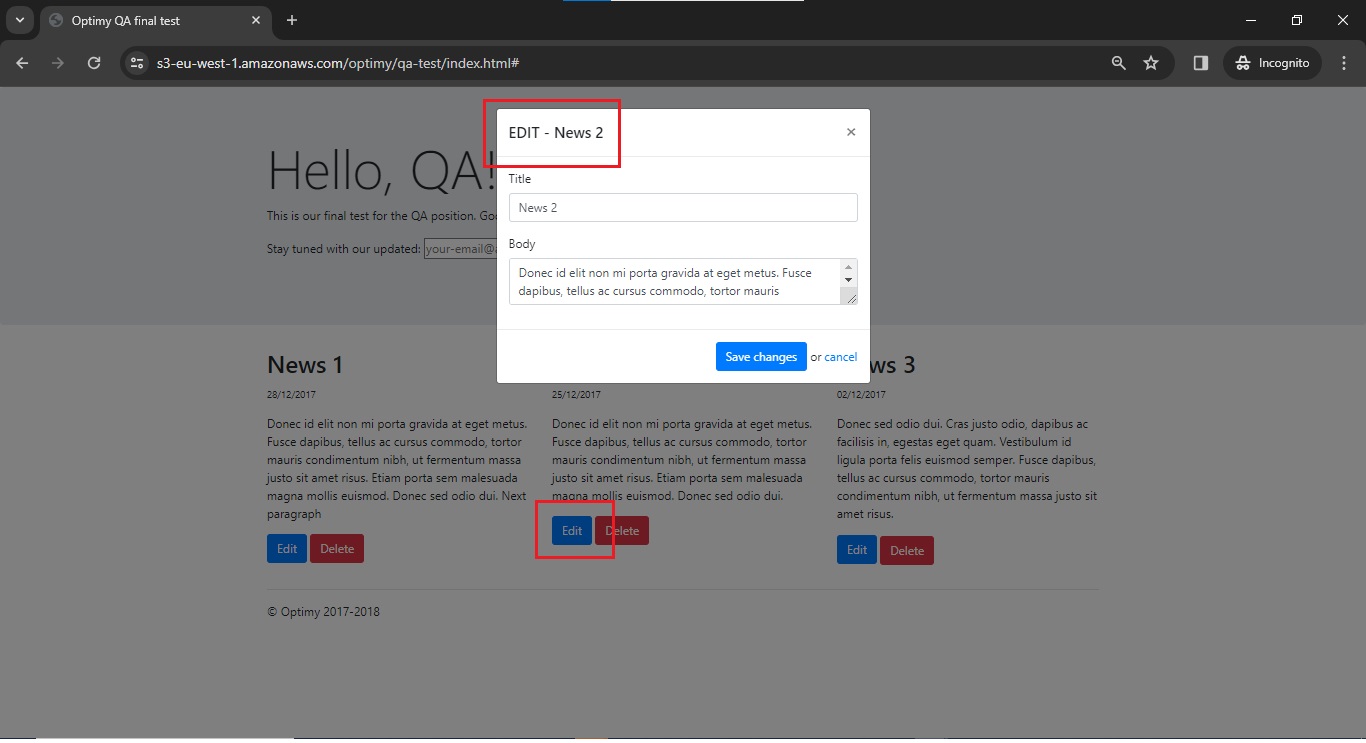 Optimy QA final test
s3-eu-west-1.amazonaws.com/optimy/qa-test/index.html#
Incognito
Hello, QA!
This is our final test for the QA position.
Stay tuned with our updated: your-email@
EDIT - News 2
×
Title
News 2
Body
Donec id elit non mi porta gravida at eget metus. Fusce
dapibus, tellus ac cursus commodo, tortor mauris
Save changes or cancel
News 1
28/12/2017
Donec id elit non mi porta gravida at eget metus.
Fusce dapibus, tellus ac cursus commodo, tortor
mauris condimentum nibh, ut fermentum massa
justo sit amet risus. Etiam porta sem malesuada
magna mollis euismod. Donec sed odio dui. Next
paragraph
Edit Delete
25/12/2017
Donec id elit non mi porta gravida at eget metus.
Fusce dapibus, tellus ac cursus commodo, tortor
mauris condimentum nibh, ut fermentum massa
justo sit amet risus. Etiam porta sem malesuada
magna mollis euismod. Donec sed odio dui.
Edit Delete
ws 3
02/12/2017
Donec sed odio dui. Cras justo odio, dapibus ac
facilisis in, egestas eget quam. Vestibulum id
ligula porta felis euismod semper. Fusce dapibus,
tellus ac cursus commodo, tortor mauris
condimentum nibh, ut fermentum massa justo sit
amet risus.
Edit Delete
© Optimy 2017-2018